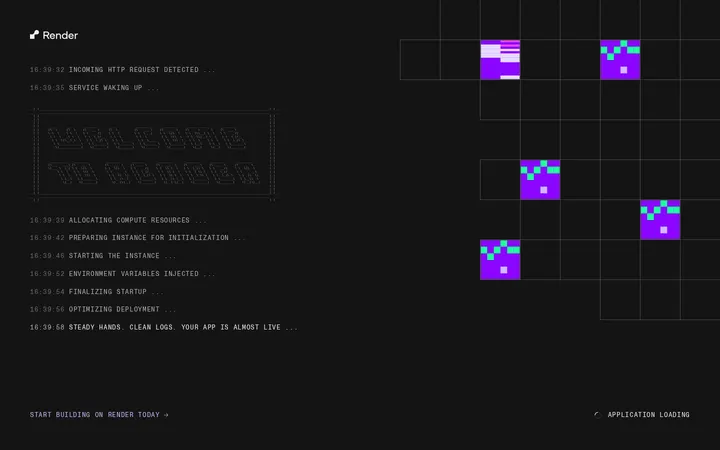 Render
16:39:32 INCOMING HTTP REQUEST DETECTED ...
16:39:35 SERVICE WAKING UP ...
WELCOME
TO RENDER
16:39:39 ALLOCATING COMPUTE RESOURCES ...
16:39:42 PREPARING INSTANCE FOR INITIALIZATION ...
16:39:46 STARTING THE INSTANCE ...
16:39:52 ENVIRONMENT VARIABLES INJECTED ...
16:39:54 FINALIZING STARTUP ...
16:39:56 OPTIMIZING DEPLOYMENT ...
16:39:58 STEADY HANDS. CLEAN LOGS. YOUR APP IS ALMOST LIVE ...
START BUILDING ON RENDER TODAY →
APPLICATION LOADING